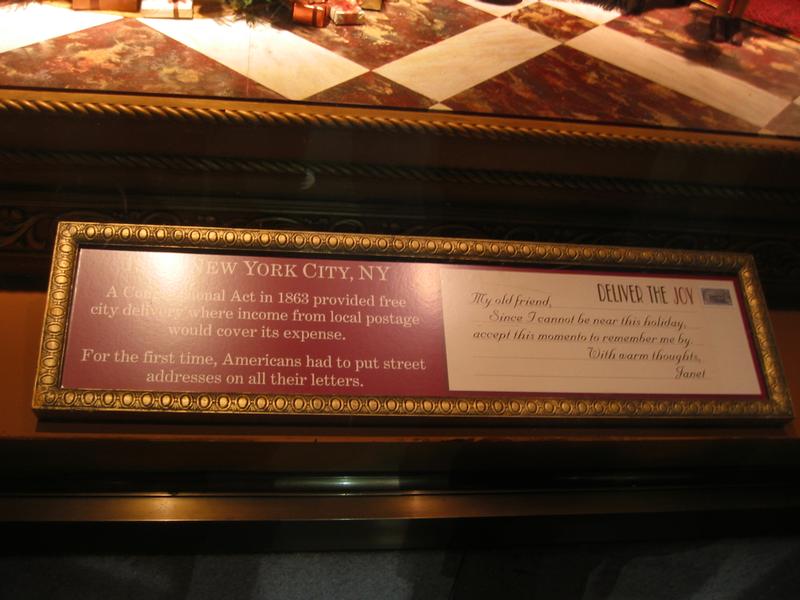 NEW YORK CITY, NY
A Congressional Act in 1863 provided free
city delivery where income from local postage
would cover its expense.
For the first time, Americans had to put street
addresses on all their letters.
DELIVER THE JOY
My old friend,
Since I cannot be near this holiday,
accept this momento to remember me by.
With warm thoughts,
Janet